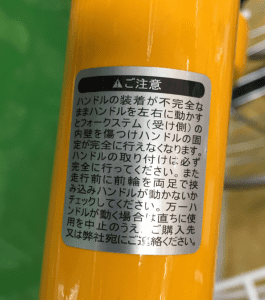 ⚠ご注意
ハンドルの装着が不完全な
ままハンドルを左右に動かす
とフォークステム(受け側)の
内壁を傷つけハンドルの固
定が完全に行えなくなります。
ハンドルの取り付けは必ず
完全に行ってください。また
走行前に前輪を両足で挟
み込みハンドルが動かないか
チェックしてください。万一ハ
ンドルが動く場合は直ちに使
用を中止のうえ、ご購入先
又は弊社宛にご連絡ください。